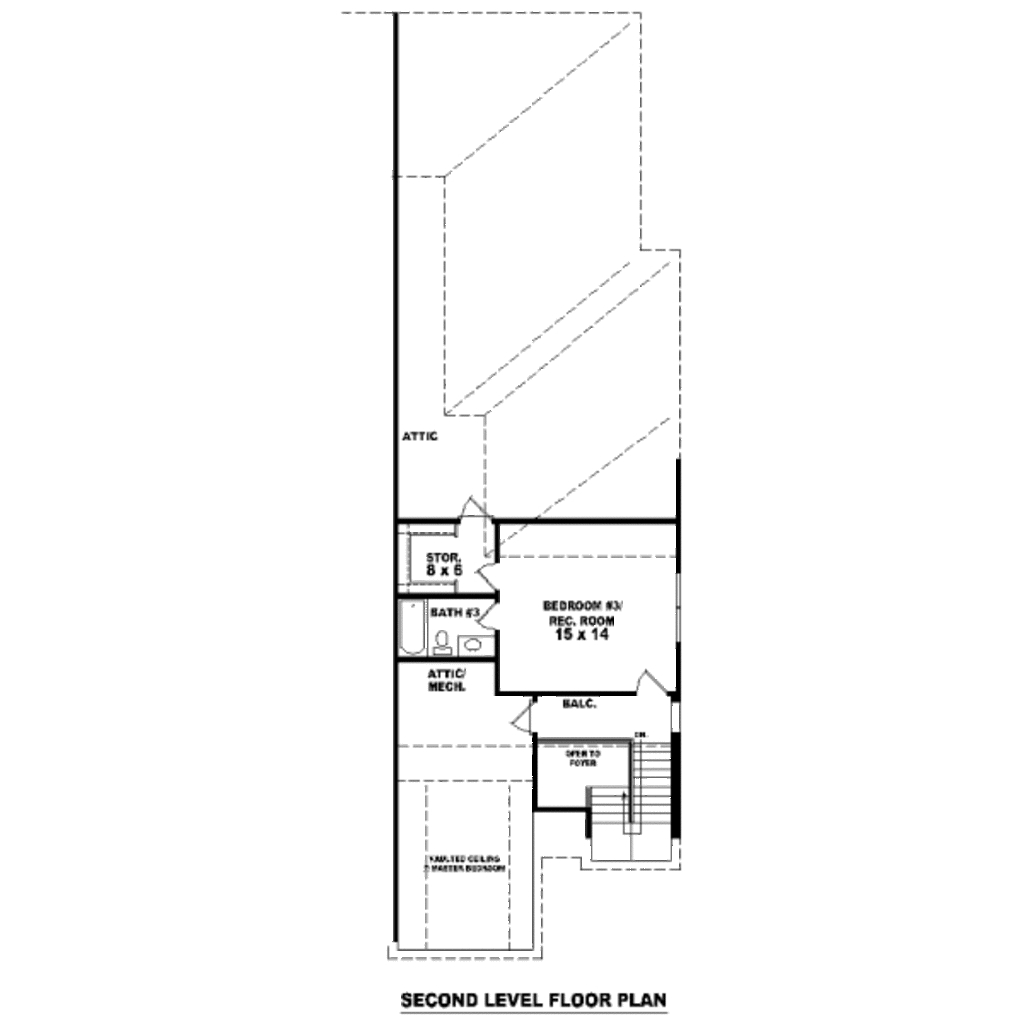 ATTIC
STOR.
8 x 6
BATH #3
BEDROOM #3/
REC. ROOM
15 x 14
ATTIC/
MECH.
BALC.
DN.
OPEN TO
FOYER
VAULTED CEILING
MASTER BEDROOM
SECOND LEVEL FLOOR PLAN